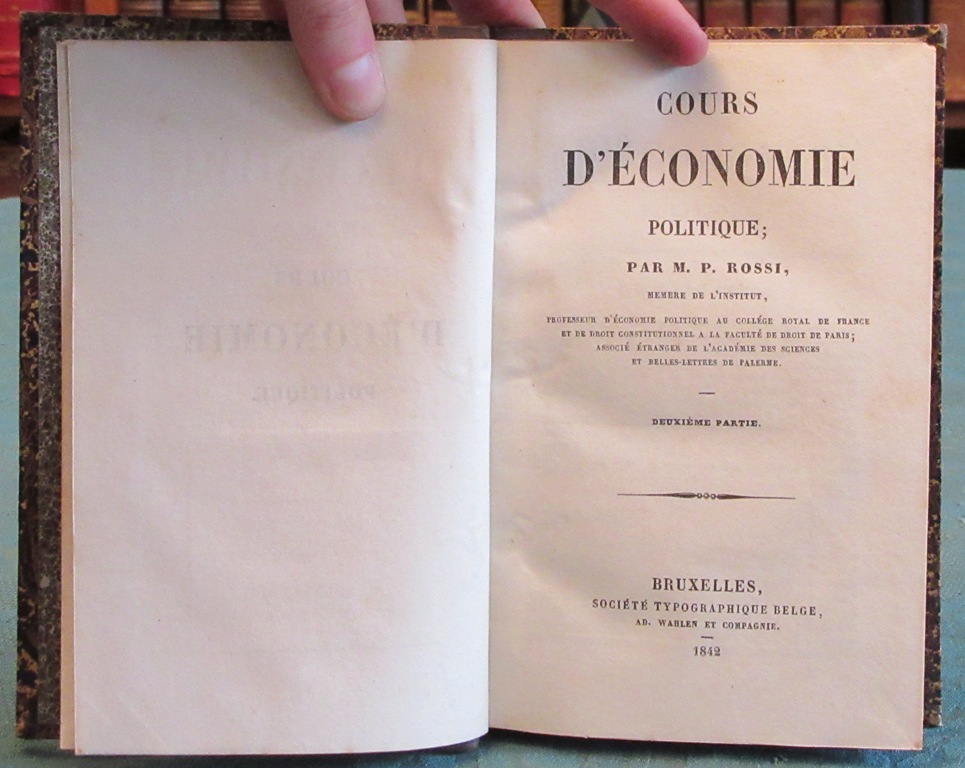 COURS
D'ÉCONOMIE
POLITIQUE;
PAR M. P. ROSSI,
MEMBRE DE L'INSTITUT,
PROFESSEUR D'ÉCONOMIE POLITIQUE AU COLLÉGE ROYAL DE FRANCE
ET DE DROIT CONSTITUTIONNEL A LA FACULTÉ DE DROIT DE PARIS;
ASSOCIÉ ÉTRANGER DE L'ACADÉMIE DES SCIENCES
ET BELLES-LETTRES DE PALERME.
DEUXIÉME PARTIE.
BRUXELLES,
SOCIÉTÉ TYPOGRAPHIQUE BELGE,
AD. WAHLEN ET COMPAGNIE.
1842